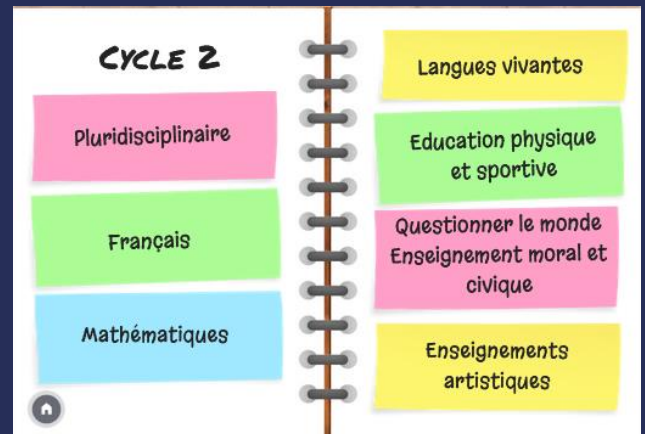 Cycle 2
Pluridisciplinaire
Français
Mathématiques
Langues vivantes
Education physique
et sportive
Questionner le monde
Enseignement moral et
civique
Enseignements
artistiques